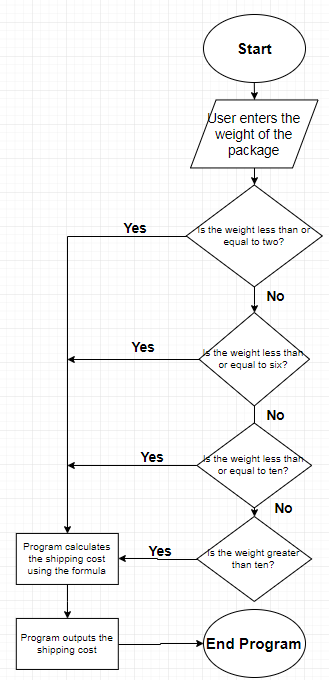 Start
User enters the
weight of the
package
Is the weight less than or
equal to two?
Yes
No
Is the weight less than
or equal to six?
Yes
No
Is the weight less than
or equal to ten?
Yes
No
Is the weight greater
than ten?
Yes
Program calculates
the shipping cost
using the formula
Program outputs the
shipping cost
End Program